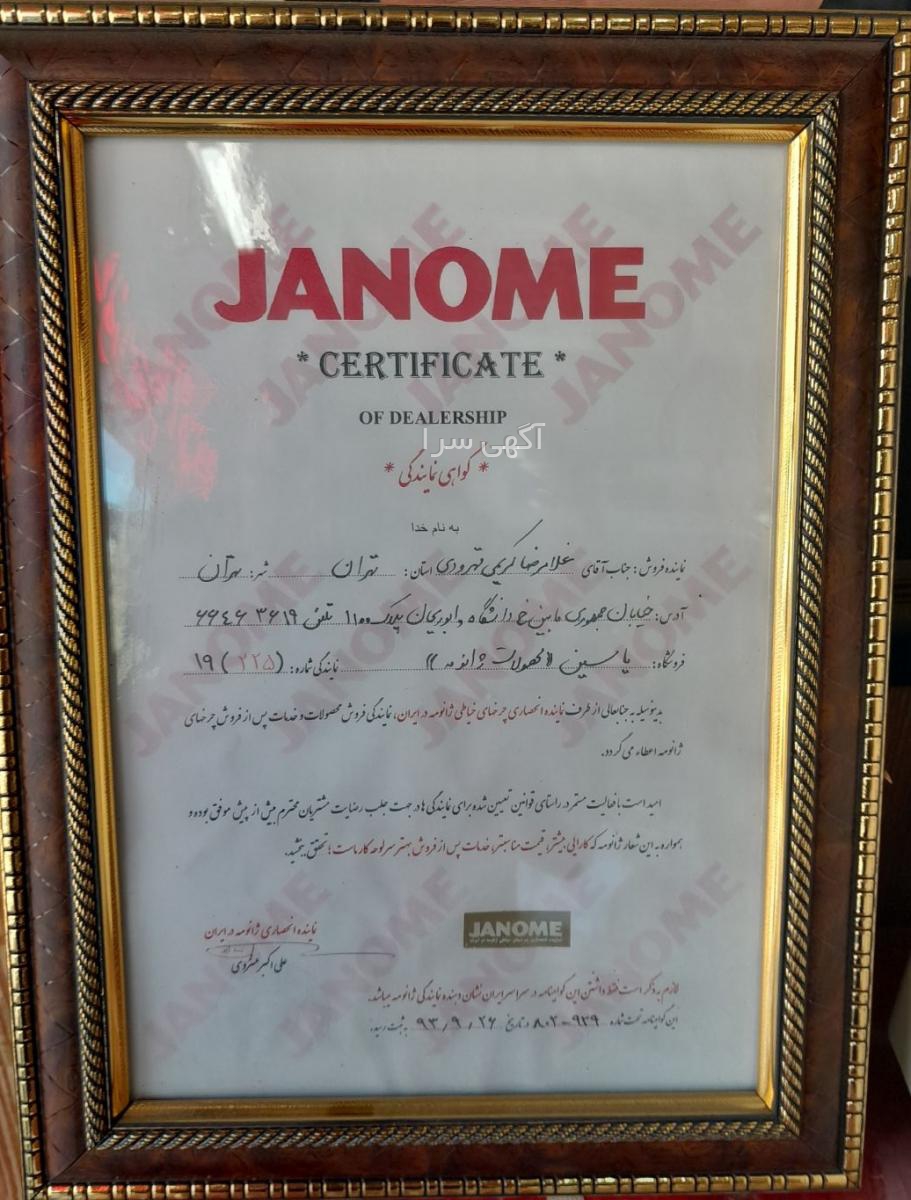 JANOME
* CERTIFICATE *
OF DEALERSHIP
آگهی سرا
* گواهی نمایندگی *
به نام خدا
نماینده فروش: جناب آقای غلامرضا کریمی تهرودی استان: تهران شهر: تهران
آدرس: خیابان جمهوری مابین خ دانشگاه و ابوریحان پلاک ۱۱۰۰ تلفن ۶۶۴۶۳۶۱۹
فروشگاه: یاسین (محصولات ژانومه) نمایندگی شماره: (۲۲۵) ۱۹
بدینوسیله به جنابعالی از طرف نماینده انحصاری چرخهای خیاطی ژانومه در ایران، نمایندگی فروش محصولات و خدمات پس از فروش چرخهای
ژانومه اعطاء می گردد.
امید است با فعالیت مستمر در راستای قوانین تعیین شده برای نمایندگی ها در جهت جلب رضایت مشتریان محترم بیش از پیش موفق بوده و
همواره به این شعار ژانومه که کارایی بیشتر، قیمت مناسبتر، خدمات پس از فروش بهتر سرلوحه کار ماست؛ تحقق بخشید.
JANOME
نماینده انحصاری ژانومه در ایران
علی اکبر
لازم به ذکر است فقط داشتن این گواهینامه در سراسر ایران نشان دهنده نمایندگی ژانومه میباشد.
این گواهینامه تحت شماره ۸۰۲-۹۳۹ در تاریخ ۹۳/۹/۲۶ به ثبت رسید.